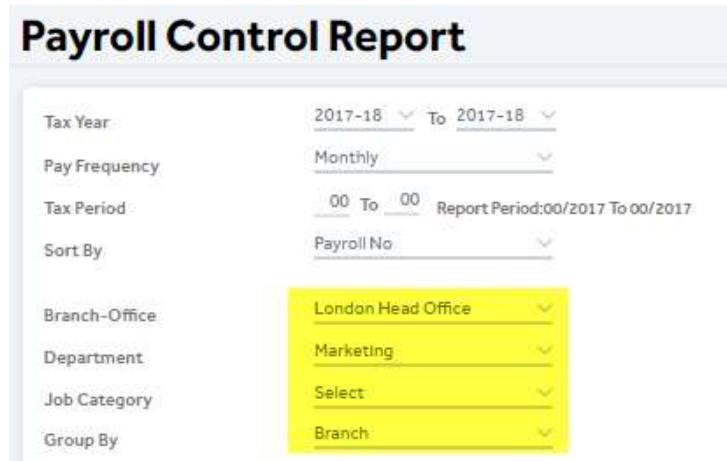 Payroll Control Report
Tax Year 2017-18 To 2017-18
Pay Frequency Monthly
Tax Period 00 To 00 Report Period:00/2017 To 00/2017
Sort By Payroll No
Branch-Office London Head Office
Department Marketing
Job Category Select
Group By Branch